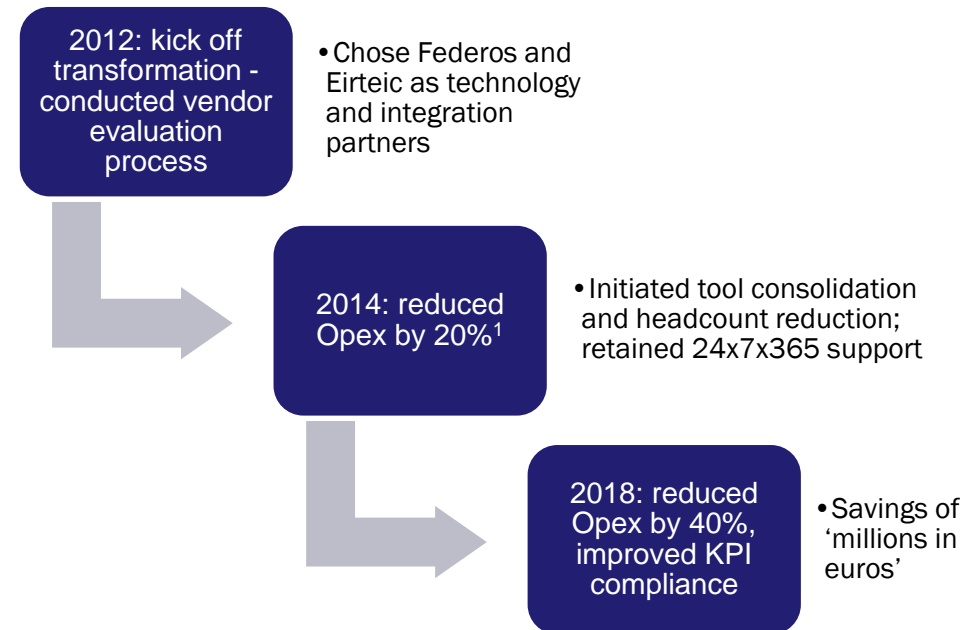 2012: kick off
transformation -
conducted vendor
evaluation
process
•Chose Federos and
Eirteic as technology
and integration
partners
2014: reduced
Opex by 20%¹
•Initiated tool consolidation
and headcount reduction;
retained 24x7x365 support
2018: reduced
Opex by 40%,
improved KPI
compliance
•Savings of
‘millions in
euros’